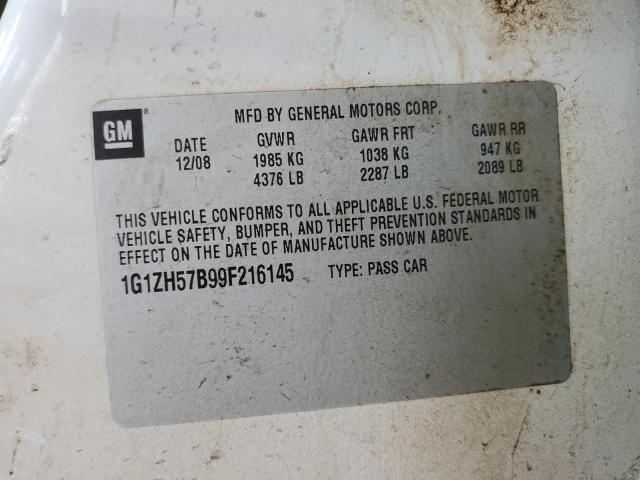 MFD BY GENERAL MOTORS CORP.
GM ®
DATE GVWR GAWR FRT GAWR RR
12/08 1985 KG 1038 KG 947 KG
4376 LB 2287 LB 2089 LB
THIS VEHICLE CONFORMS TO ALL APPLICABLE U.S. FEDERAL MOTOR
VEHICLE SAFETY, BUMPER, AND THEFT PREVENTION STANDARDS IN
EFFECT ON THE DATE OF MANUFACTURE SHOWN ABOVE.
1G1ZH57B99F216145 TYPE: PASS CAR